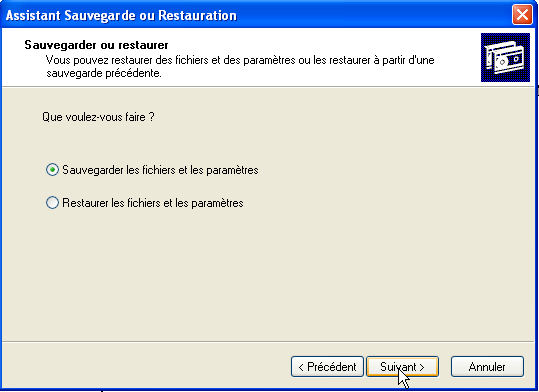 Assistant Sauvegarde ou Restauration
Sauvegarder ou restaurer
Vous pouvez restaurer des fichiers et des paramètres ou les restaurer à partir d'une
sauvegarde précédente.
Que voulez-vous faire ?
Sauvegarder les fichiers et les paramètres
Restaurer les fichiers et les paramètres
< Précédent Suivant > Annuler